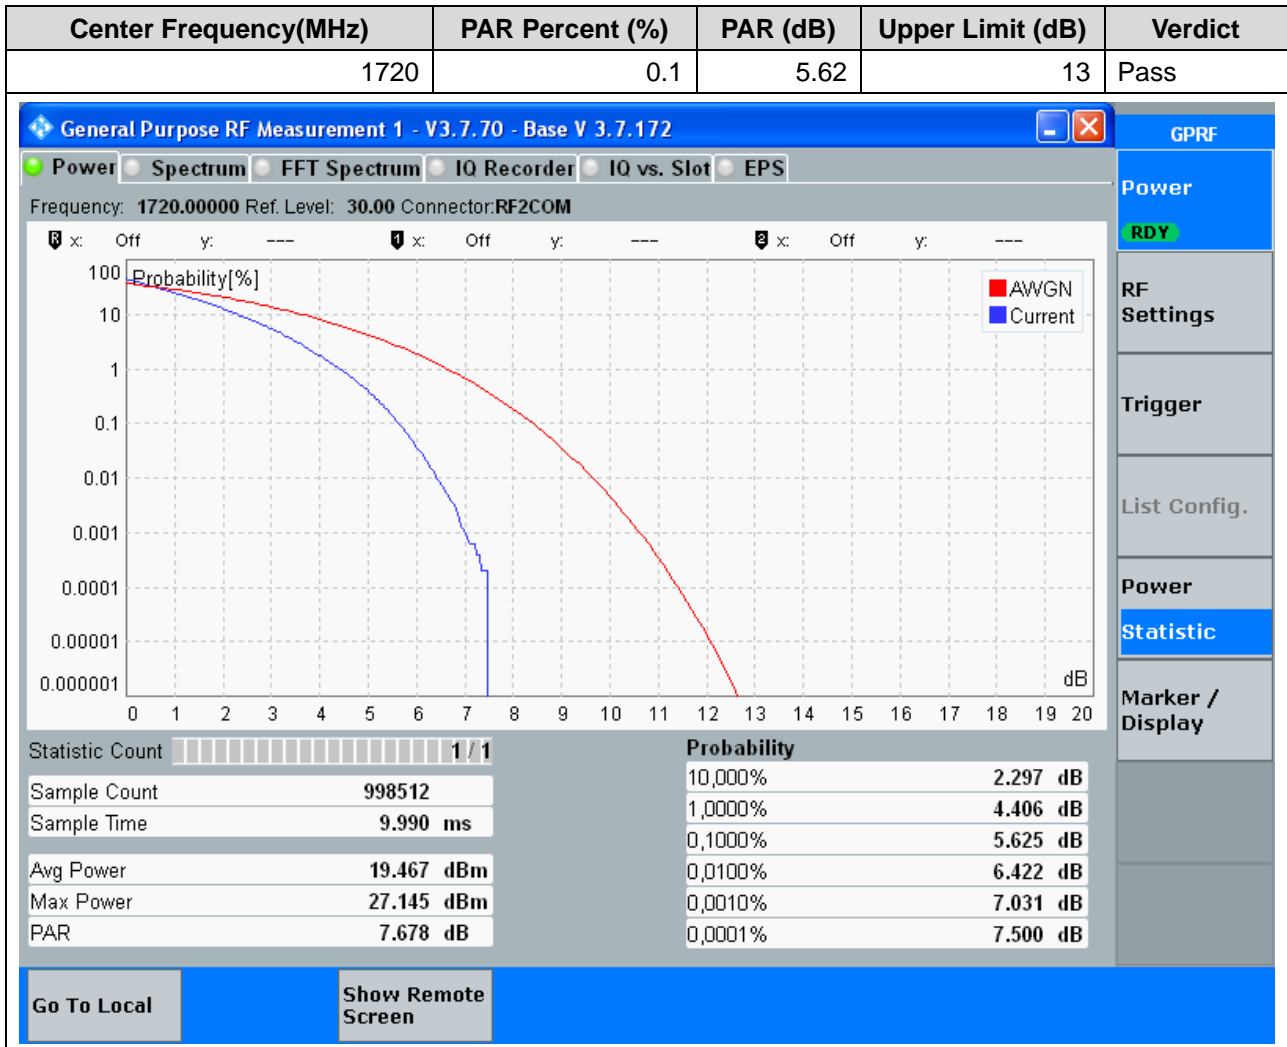 Center Frequency(MHz) PAR Percent (%) PAR (dB) Upper Limit (dB) Verdict
1720 0.1 5.62 13 Pass
General Purpose RF Measurement 1 - V3.7.70 - Base V 3.7.172
GPRF
Power Spectrum FFT Spectrum IQ Recorder IQ vs. Slot EPS
Power
RDY
Frequency: 1720.00000 Ref. Level: 30.00 Connector:RF2COM
R x: Off y: --- 1 x: Off y: --- 2 x: Off y: ---
100 Probability[%]
10
1
0.1
0.01
0.001
0.0001
0.00001
0.000001
AWGN
Current
dB
0 1 2 3 4 5 6 7 8 9 10 11 12 13 14 15 16 17 18 19 20
RF
Settings
Trigger
List Config.
Power
Statistic
Marker /
Display
Statistic Count 1 / 1
Sample Count 998512
Sample Time 9.990 ms
Avg Power 19.467 dBm
Max Power 27.145 dBm
PAR 7.678 dB
Probability
10,000% 2.297 dB
1,0000% 4.406 dB
0,1000% 5.625 dB
0,0100% 6.422 dB
0,0010% 7.031 dB
0,0001% 7.500 dB
Go To Local
Show Remote
Screen